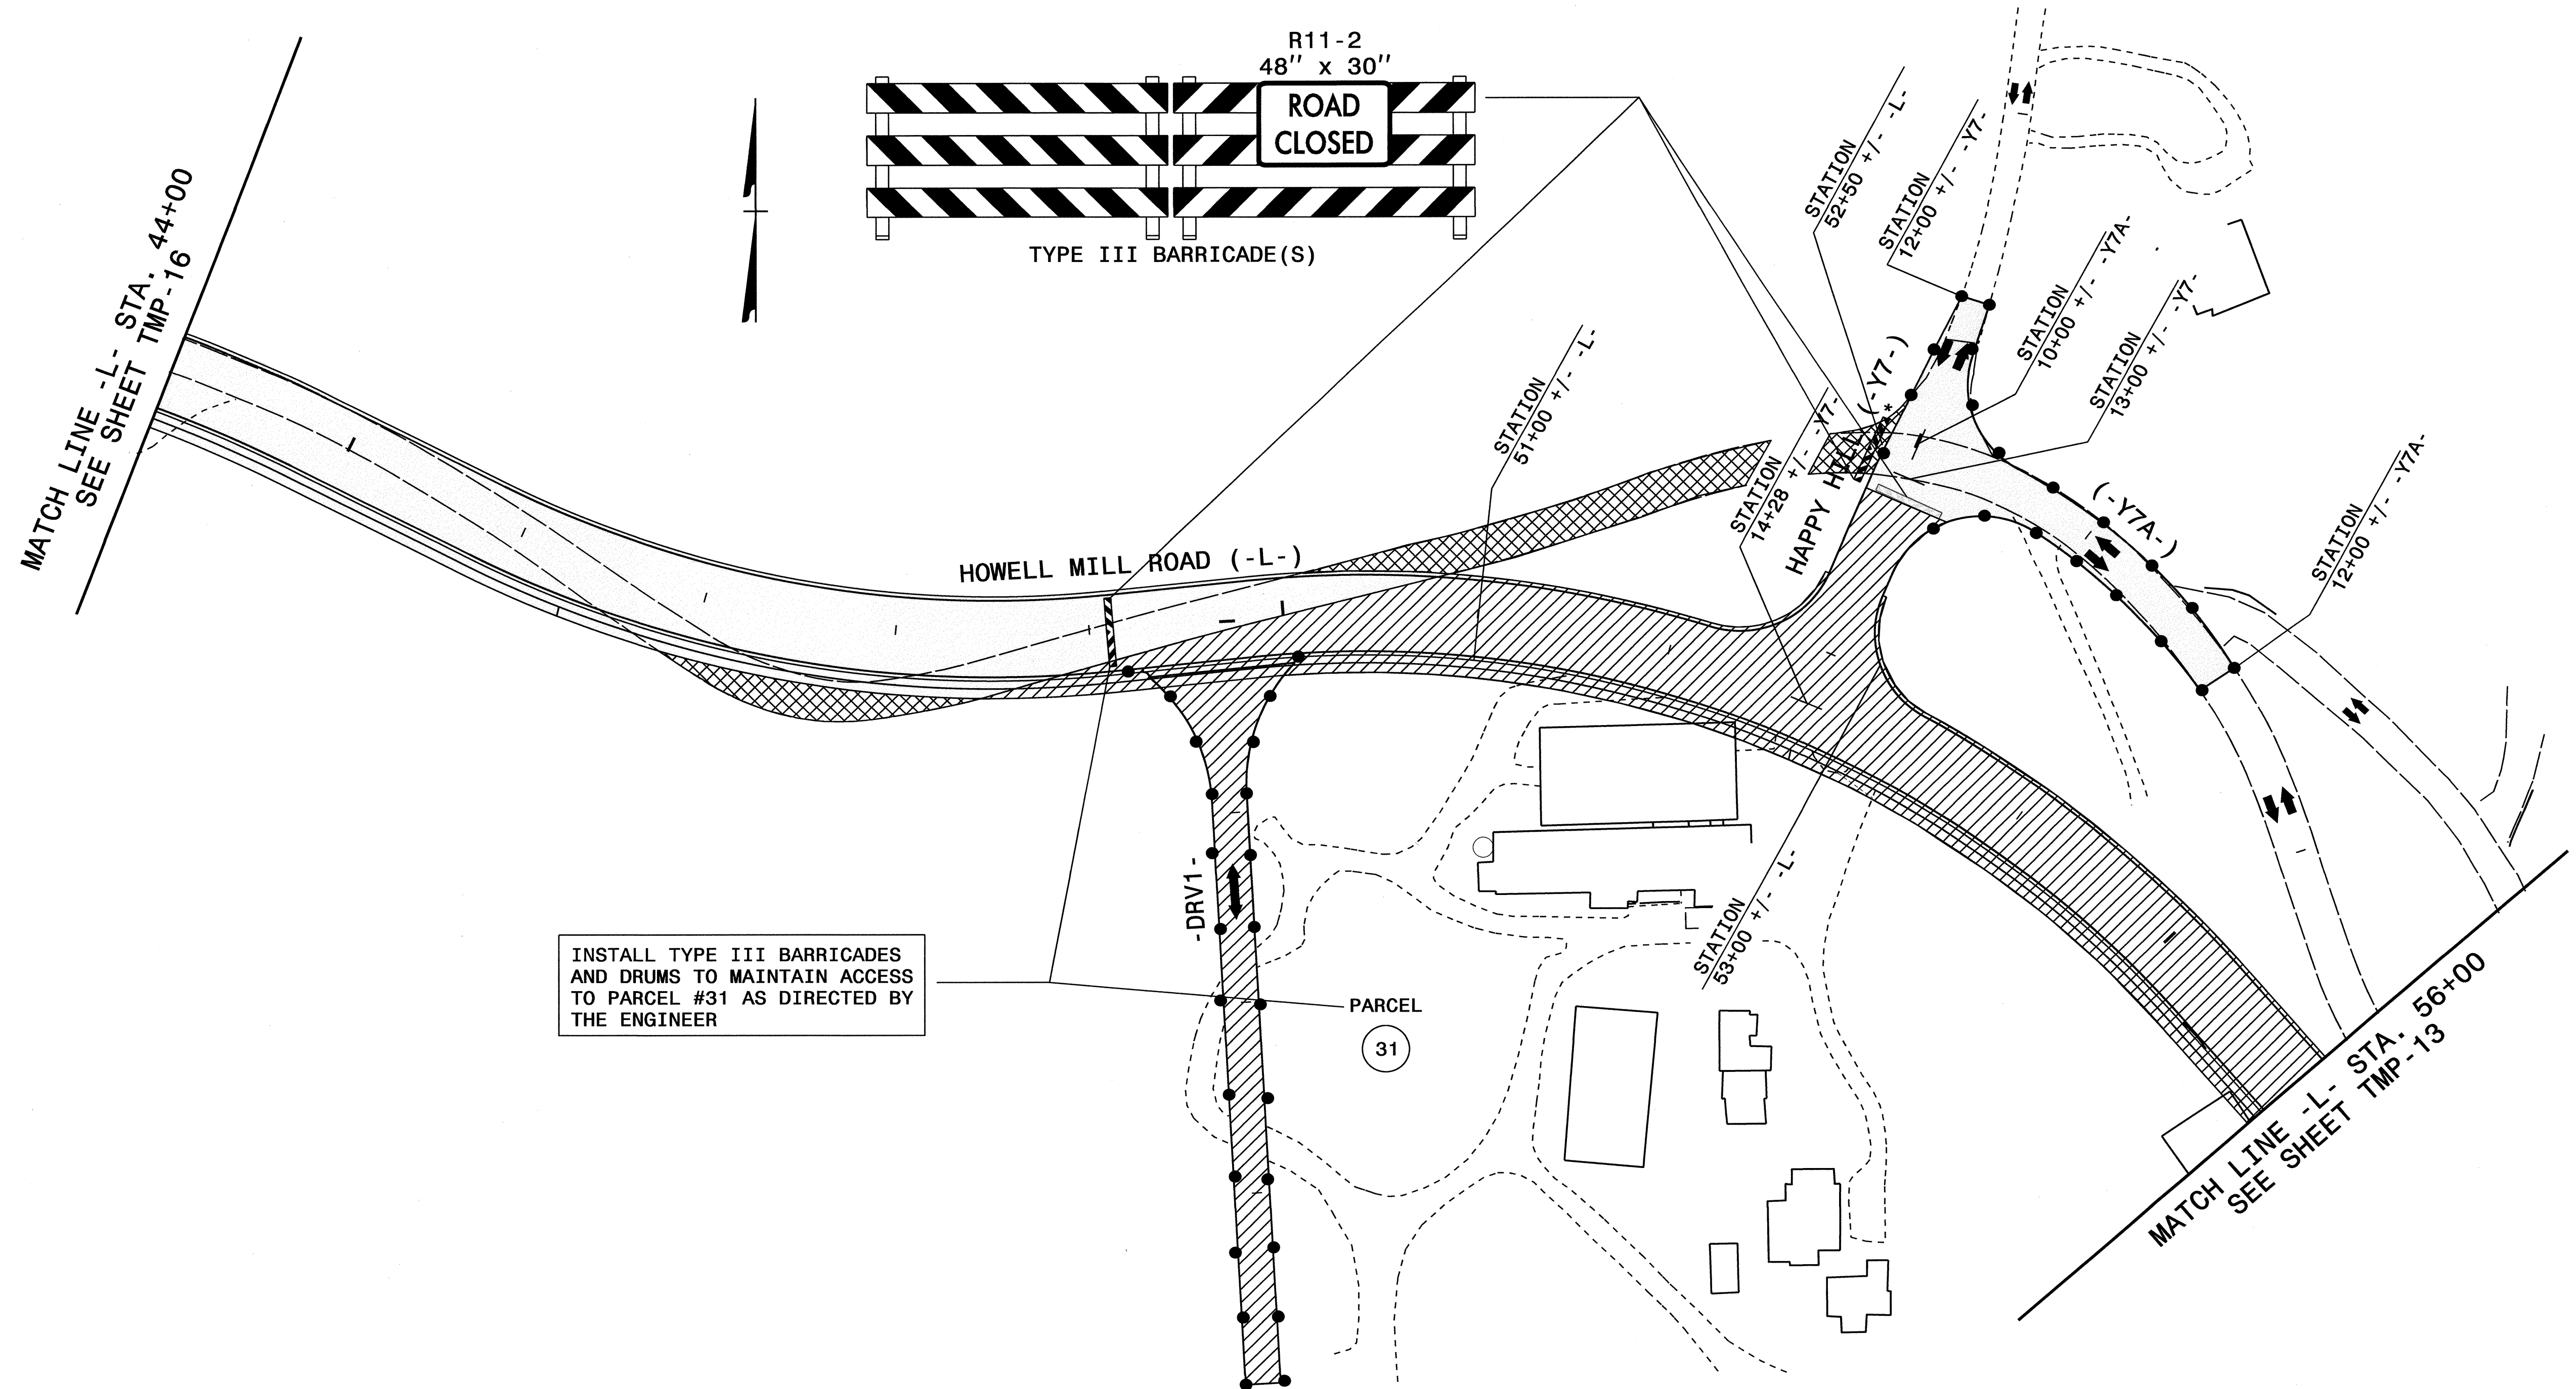 R11-2
48" x 30"
ROAD
CLOSED
TYPE III BARRICADE(S)
MATCH LINE -L- STA. 44+00
SEE SHEET TMP-16
STATION
52+50 +/- -L-
STATION
12+00 +/- -Y7-
STATION
10+00 +/- -Y7A-
STATION
13+00 +/- -Y7-
STATION
51+00 +/- -L-
STATION
14+28 +/- -Y7-
HAPPY HILL (-Y7-)
(-Y7A-)
STATION
12+00 +/- -Y7A-
HOWELL MILL ROAD (-L-)
-DRV1-
STATION
53+00 +/- -L-
INSTALL TYPE III BARRICADES
AND DRUMS TO MAINTAIN ACCESS
TO PARCEL #31 AS DIRECTED BY
THE ENGINEER
PARCEL
31
MATCH LINE -L- STA. 56+00
SEE SHEET TMP-13